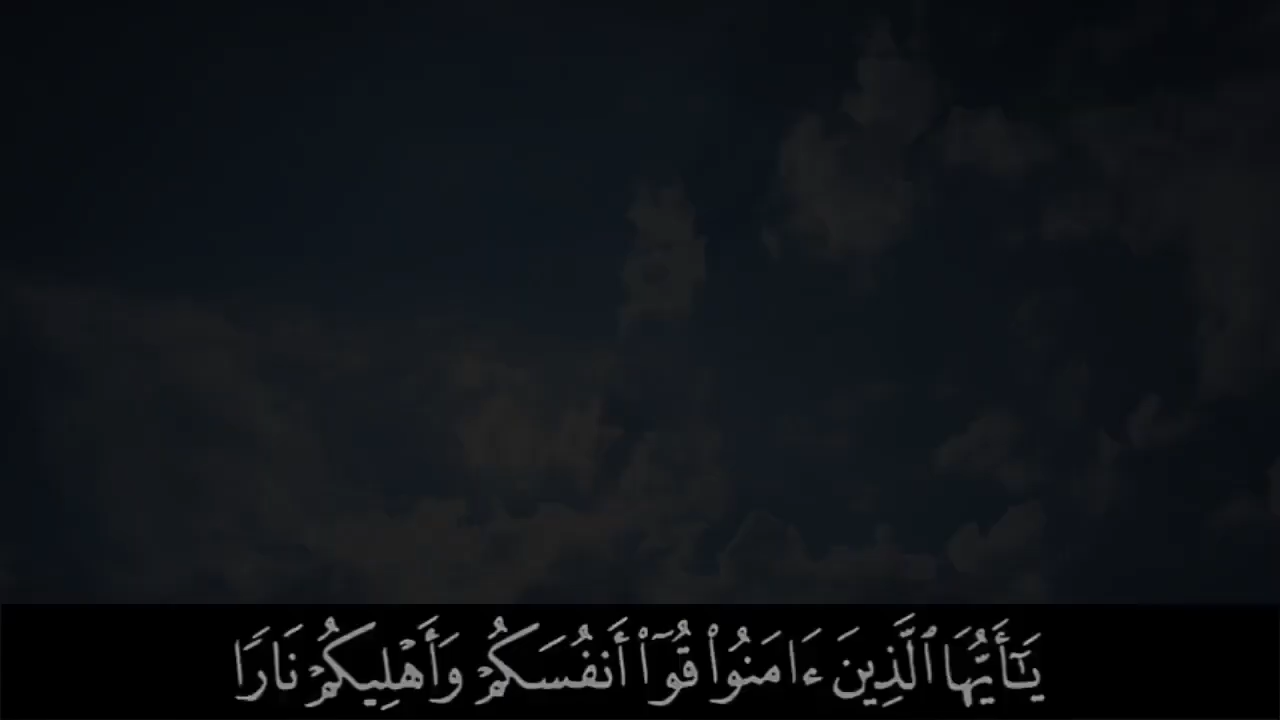 يَـٰٓأَيُّهَا ٱلَّذِينَ ءَامَنُوا۟ قُوٓا۟ أَنفُسَكُمْ وَأَهْلِيكُمْ نَارًا